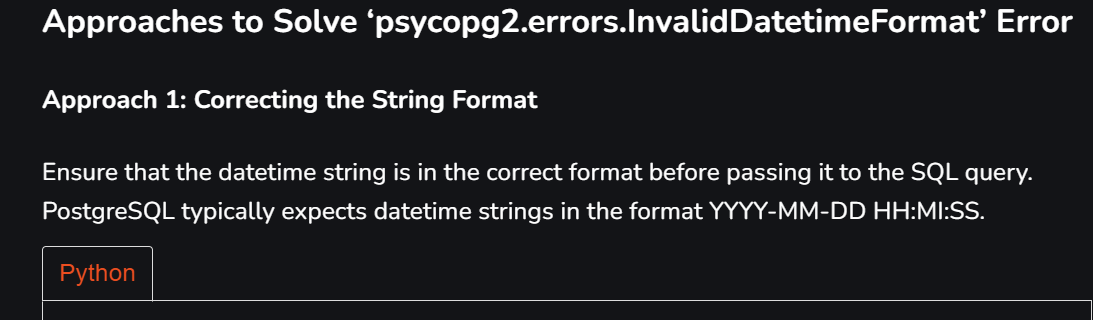 Approaches to Solve ‘psycopg2.errors.InvalidDatetimeFormat’ Error
Approach 1: Correcting the String Format
Ensure that the datetime string is in the correct format before passing it to the SQL query.
PostgreSQL typically expects datetime strings in the format YYYY-MM-DD HH:MI:SS.
Python